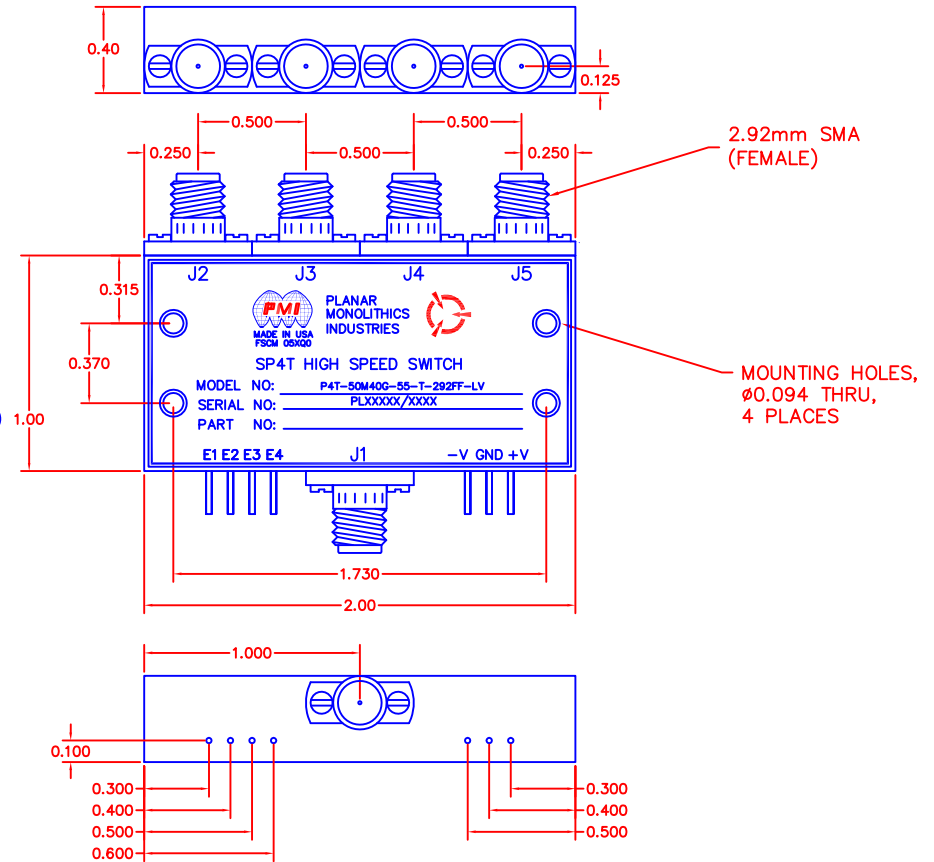 0.40
0.125
0.500 0.500
0.250 0.500 0.250
2.92mm SMA
(FEMALE)
J2 J3 J4 J5
0.315
PMI
MADE IN USA
FSCM 05XQ0
PLANAR
MONOLITHICS
INDUSTRIES
0.370
SP4T HIGH SPEED SWITCH
MODEL NO: P4T-50M40G-55-T-292FF-LV
SERIAL NO: PLXXXXX/XXXX
PART NO:
MOUNTING HOLES,
ø0.094 THRU,
4 PLACES
) 1.00
E1 E2 E3 E4 J1 -V GND +V
1.730
2.00
1.000
0.100
0.300 0.300
0.400 0.400
0.500 0.500
0.600